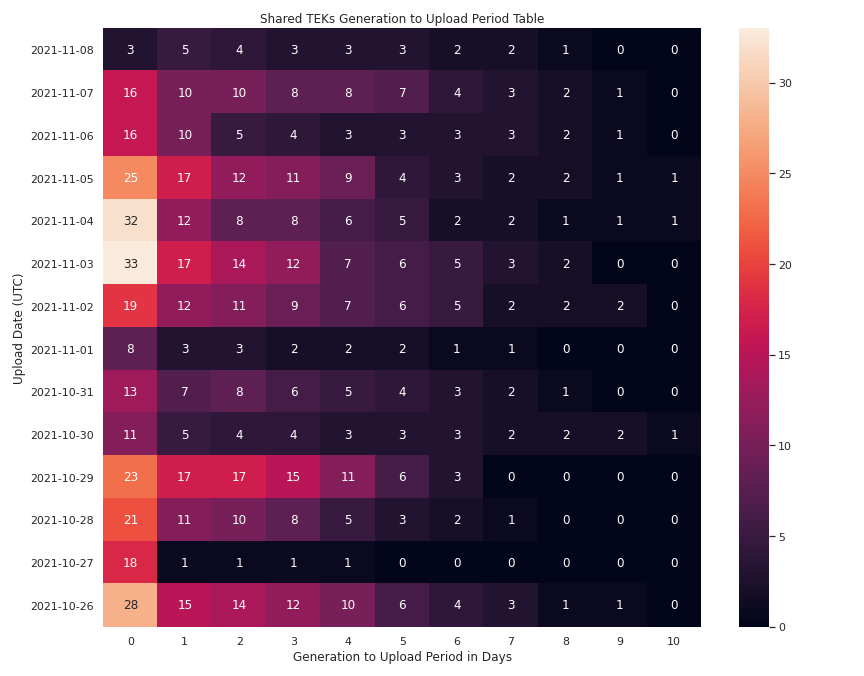 Shared TEKs Generation to Upload Period Table
Upload Date (UTC)
2021-11-08 3 5 4 3 3 3 2 2 1 0 0
2021-11-07 16 10 10 8 8 7 4 3 2 1 0
2021-11-06 16 10 5 4 3 3 3 3 2 1 0
2021-11-05 25 17 12 11 9 4 3 2 2 1 1
2021-11-04 32 12 8 8 6 5 2 2 1 1 1
2021-11-03 33 17 14 12 7 6 5 3 2 0 0
2021-11-02 19 12 11 9 7 6 5 2 2 2 0
2021-11-01 8 3 3 2 2 2 1 1 0 0 0
2021-10-31 13 7 8 6 5 4 3 2 1 0 0
2021-10-30 11 5 4 4 3 3 3 2 2 2 1
2021-10-29 23 17 17 15 11 6 3 0 0 0 0
2021-10-28 21 11 10 8 5 3 2 1 0 0 0
2021-10-27 18 1 1 1 1 0 0 0 0 0 0
2021-10-26 28 15 14 12 10 6 4 3 1 1 0
0 1 2 3 4 5 6 7 8 9 10
Generation to Upload Period in Days
30
25
20
15
10
5
0